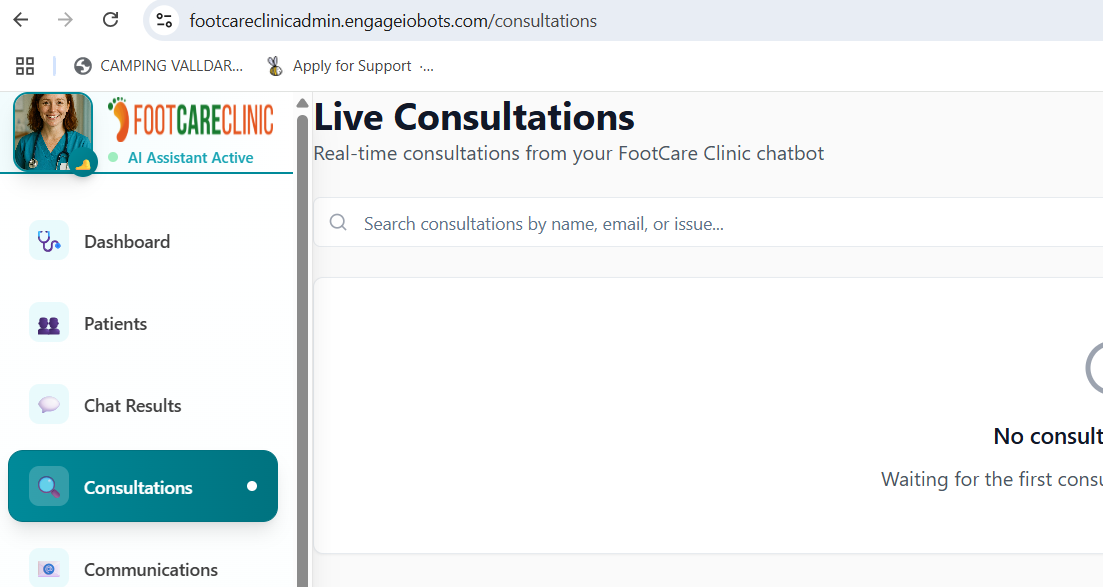 footcareclinicadmin.engageiobots.com/consultations
CAMPING VALLDAR...
Apply for Support -...
FOOTCARECLINIC
AI Assistant Active
Dashboard
Patients
Chat Results
Consultations
Communications
Live Consultations
Real-time consultations from your FootCare Clinic chatbot
Search consultations by name, email, or issue...
No consult
Waiting for the first consu